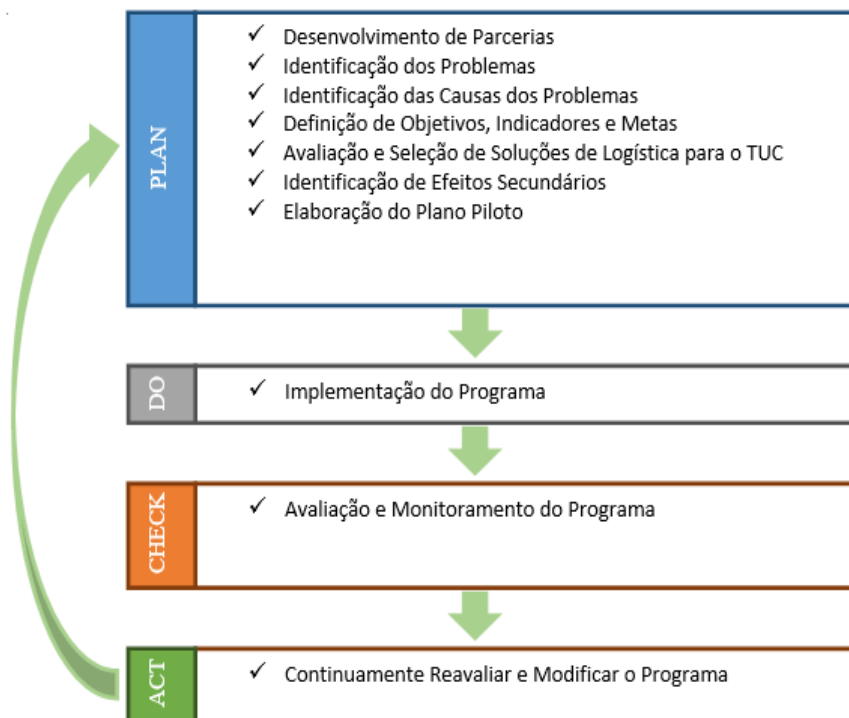 PLAN
✓ Desenvolvimento de Parcerias
✓ Identificação dos Problemas
✓ Identificação das Causas dos Problemas
✓ Definição de Objetivos, Indicadores e Metas
✓ Avaliação e Seleção de Soluções de Logística para o TUC
✓ Identificação de Efeitos Secundários
✓ Elaboração do Plano Piloto
DO
✓ Implementação do Programa
CHECK
✓ Avaliação e Monitoramento do Programa
ACT
✓ Continuamente Reavaliar e Modificar o Programa